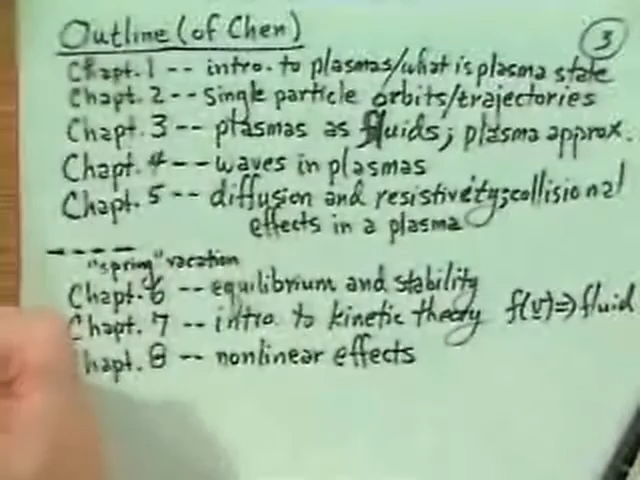 Outline (of Chen)
3
Chapt. 1 -- intro. to plasmas/what is plasma state
Chapt. 2 -- Single particle orbits/trajectories
Chapt. 3 -- plasmas as fluids; plasma approx.
Chapt. 4 -- waves in plasmas
Chapt. 5 -- diffusion and resistivity; collisional
effects in a plasma
"spring" vacation
Chapt. 6 -- equilibrium and stability
Chapt. 7 -- intro. to kinetic theory f(v) ⇒ fluid
Chapt. 8 -- nonlinear effects